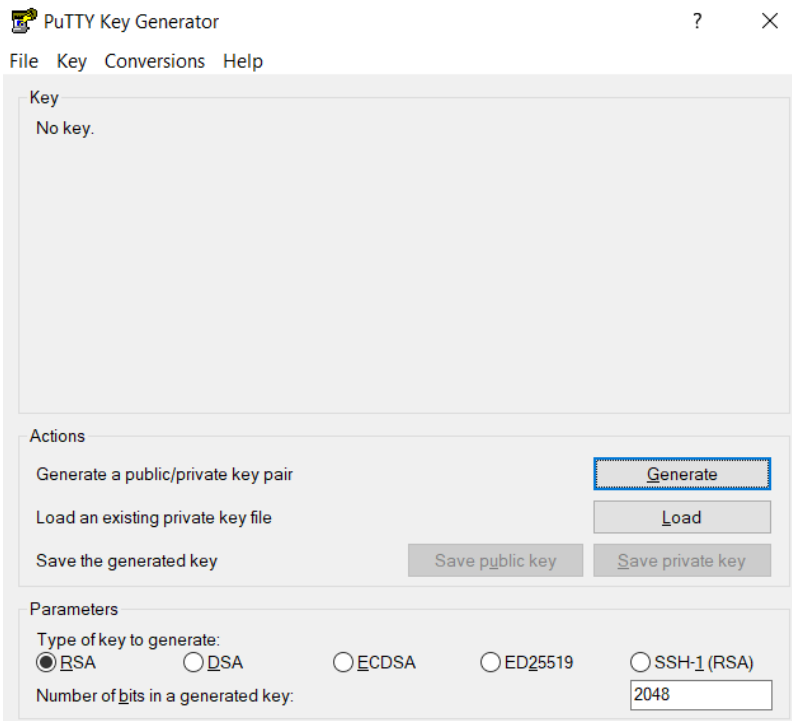 PuTTY Key Generator ?
File Key Conversions Help
Key
No key.
Actions
Generate a public/private key pair Generate
Load an existing private key file Load
Save the generated key Save public key Save private key
Parameters
Type of key to generate:
RSA DSA ECDSA ED25519 SSH-1 (RSA)
Number of bits in a generated key: 2048